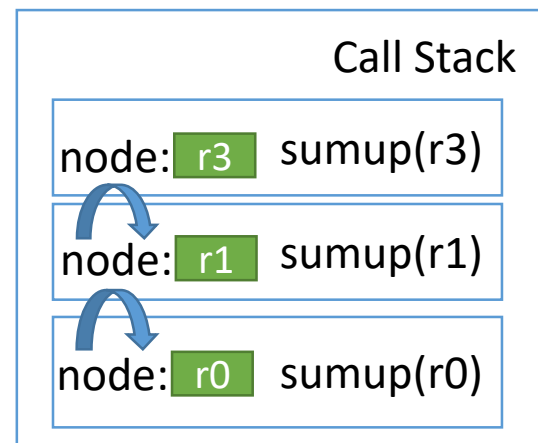 Call Stack
node: r3 sumup(r3)
node: r1 sumup(r1)
node: r0 sumup(r0)